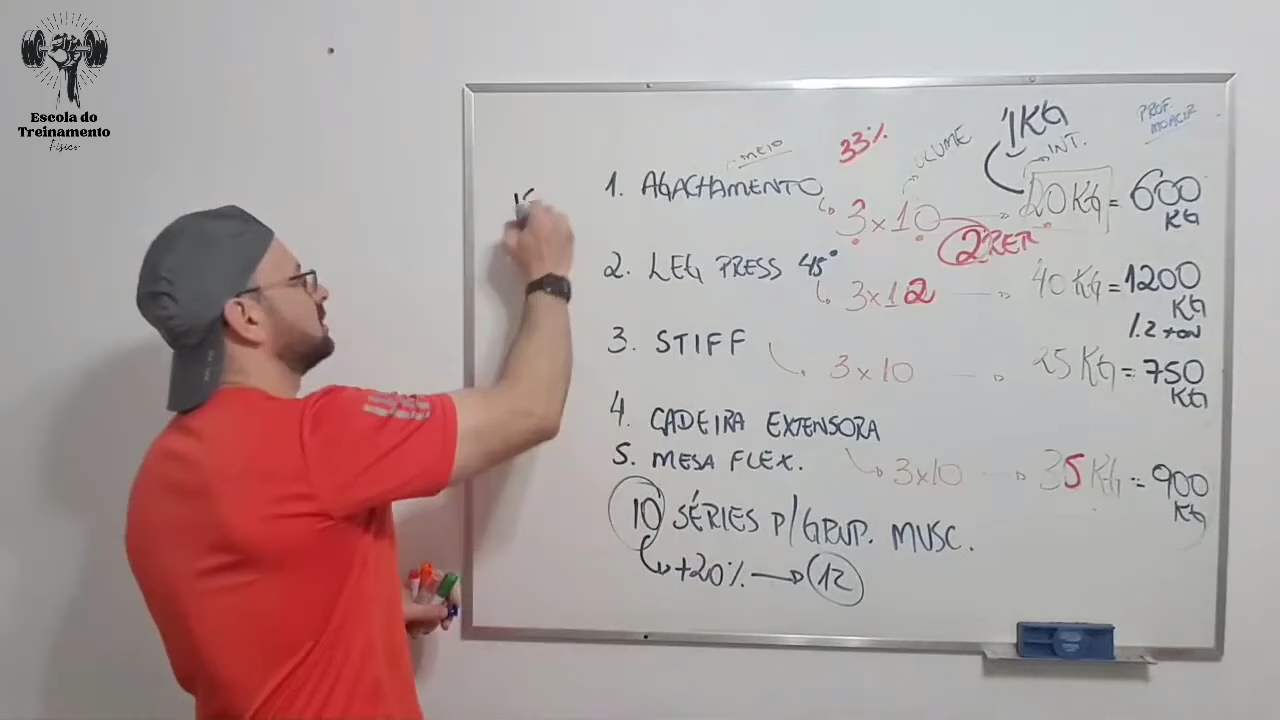 Escola do
Treinamento
Físico
PROF.
MOACIR
1KG
33%
MEIO
VOLUME
INT.
1. AGACHAMENTO
3x10
20KG = 600
KG
2 RER
2. LEG PRESS 45°
3x12
40KG = 1200
KG
1.2 ton
3. STIFF
3x10
25KG = 750
KG
4. CADEIRA EXTENSORA
5. MESA FLEX.
3x10
35KG = 900
KG
10 SÉRIES P/GRUP. MUSC.
+20%
12